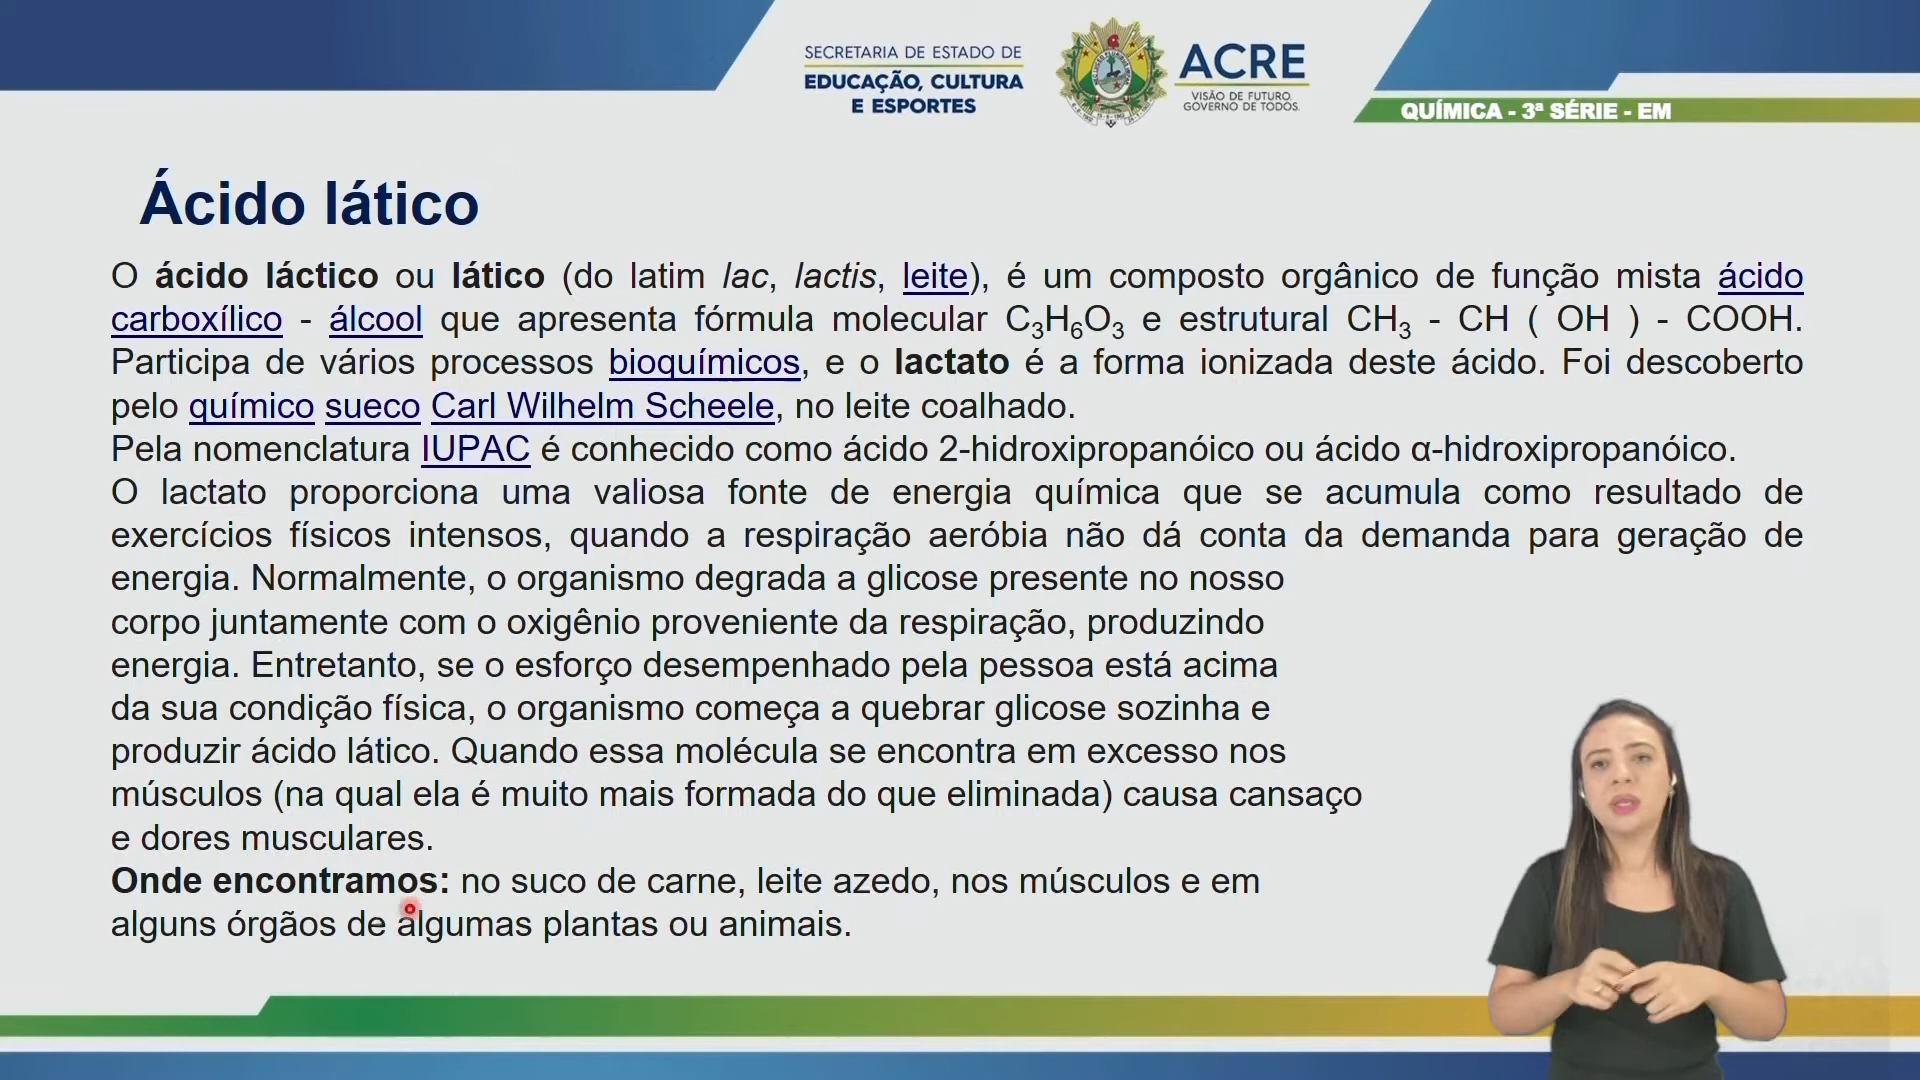 SECRETARIA DE ESTADO DE
EDUCAÇÃO, CULTURA
E ESPORTES
ACRE
VISÃO DE FUTURO.
GOVERNO DE TODOS.
QUÍMICA - 3ª SÉRIE - EM
Ácido lático
O ácido láctico ou lático (do latim lac, lactis, leite), é um composto orgânico de função mista ácido
carboxílico - álcool que apresenta fórmula molecular C₃H₆O₃ e estrutural CH₃ - CH ( OH ) - COOH.
Participa de vários processos bioquímicos, e o lactato é a forma ionizada deste ácido. Foi descoberto
pelo químico sueco Carl Wilhelm Scheele, no leite coalhado.
Pela nomenclatura IUPAC é conhecido como ácido 2-hidroxipropanóico ou ácido α-hidroxipropanóico.
O lactato proporciona uma valiosa fonte de energia química que se acumula como resultado de
exercícios físicos intensos, quando a respiração aeróbia não dá conta da demanda para geração de
energia. Normalmente, o organismo degrada a glicose presente no nosso
corpo juntamente com o oxigênio proveniente da respiração, produzindo
energia. Entretanto, se o esforço desempenhado pela pessoa está acima
da sua condição física, o organismo começa a quebrar glicose sozinha e
produzir ácido lático. Quando essa molécula se encontra em excesso nos
músculos (na qual ela é muito mais formada do que eliminada) causa cansaço
e dores musculares.
Onde encontramos: no suco de carne, leite azedo, nos músculos e em
alguns órgãos de algumas plantas ou animais.